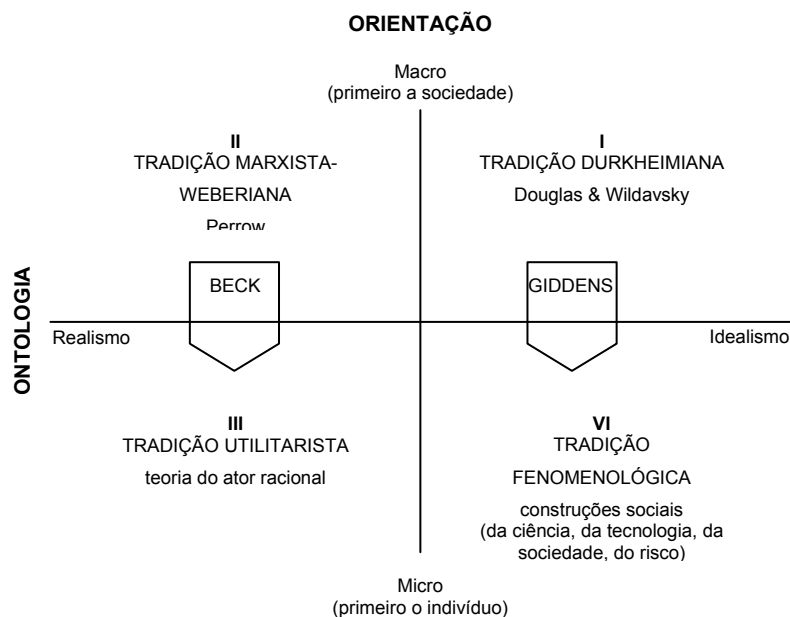 ORIENTAÇÃO
Macro
(primeiro a sociedade)
II
TRADIÇÃO MARXISTA-
WEBERIANA
Perrow
I
TRADIÇÃO DURKHEIMIANA
Douglas & Wildavsky
BECK
GIDDENS
ONTOLOGIA
Realismo
Idealismo
III
TRADIÇÃO UTILITARISTA
teoria do ator racional
VI
TRADIÇÃO
FENOMENOLÓGICA
construções sociais
(da ciência, da tecnologia, da
sociedade, do risco)
Micro
(primeiro o indivíduo)